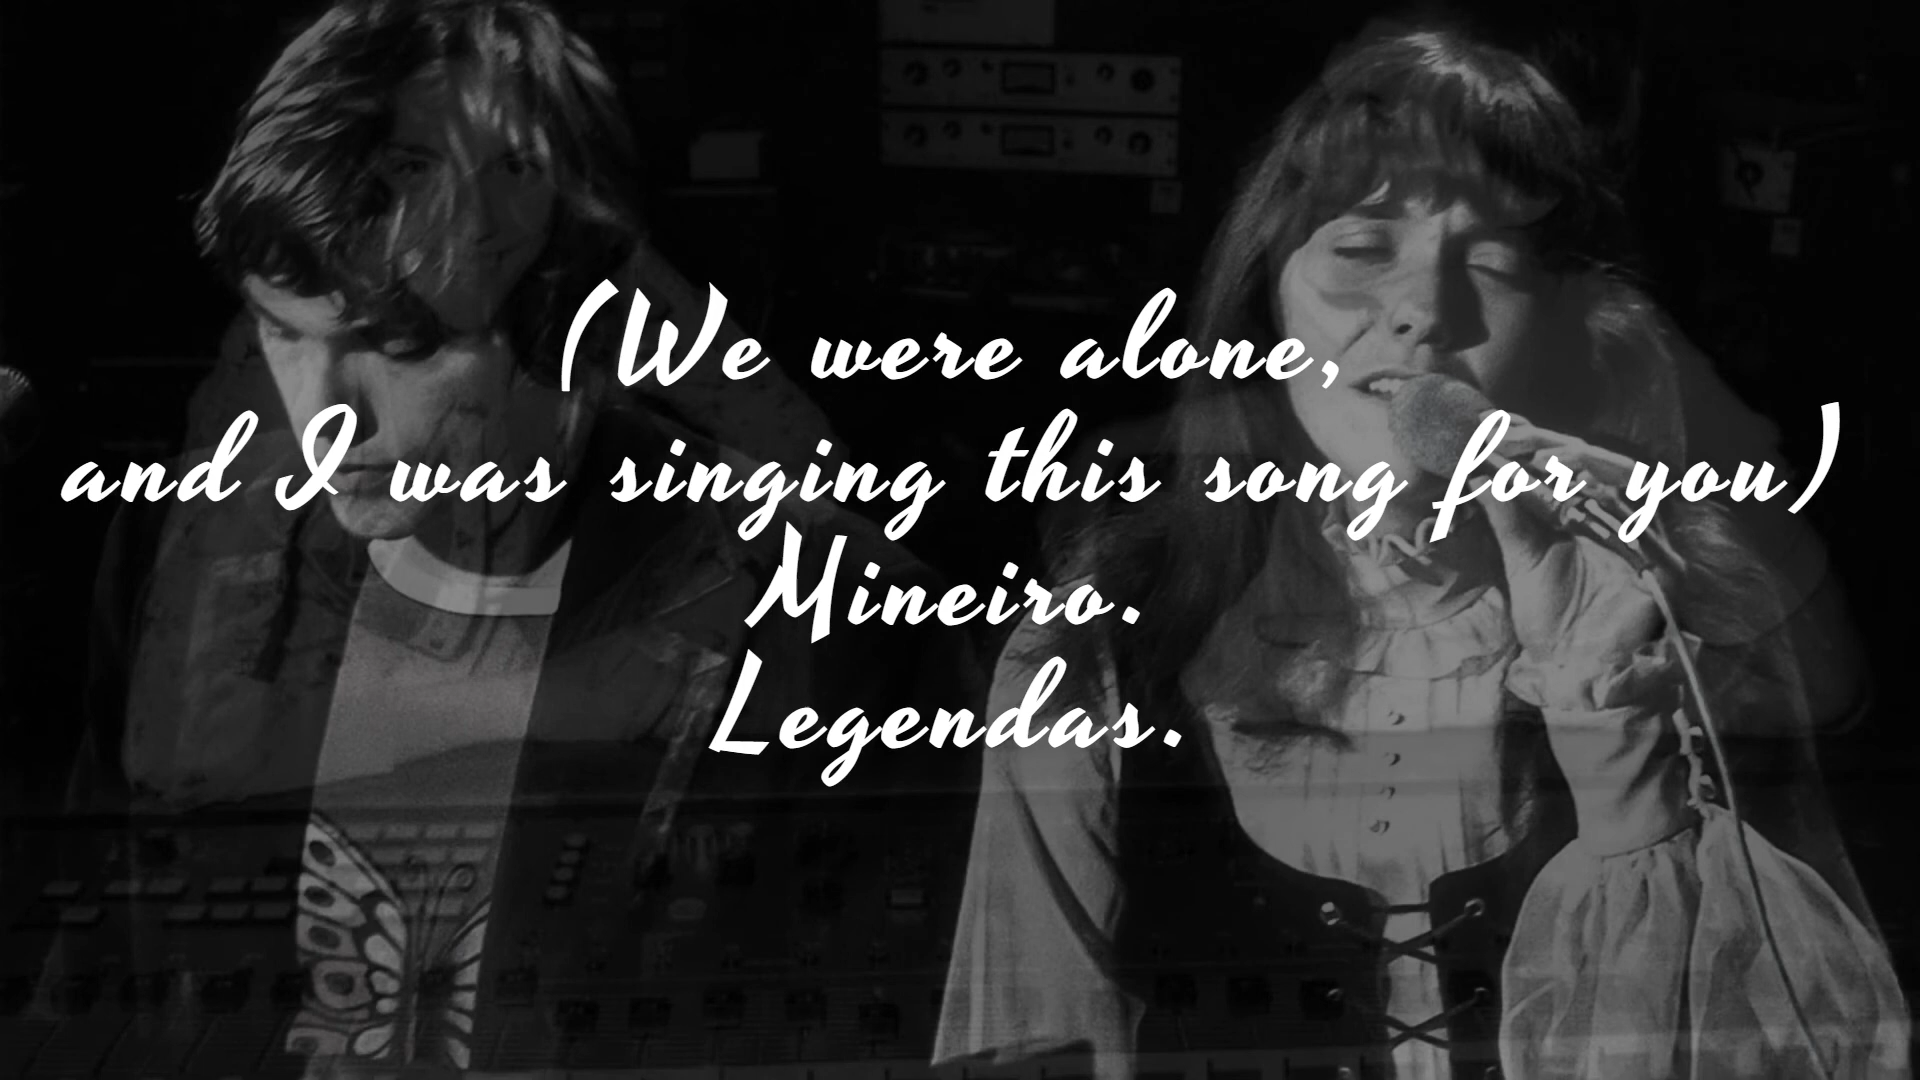 (We were alone,
and I was singing this song for you)
Mineiro.
Legendas.